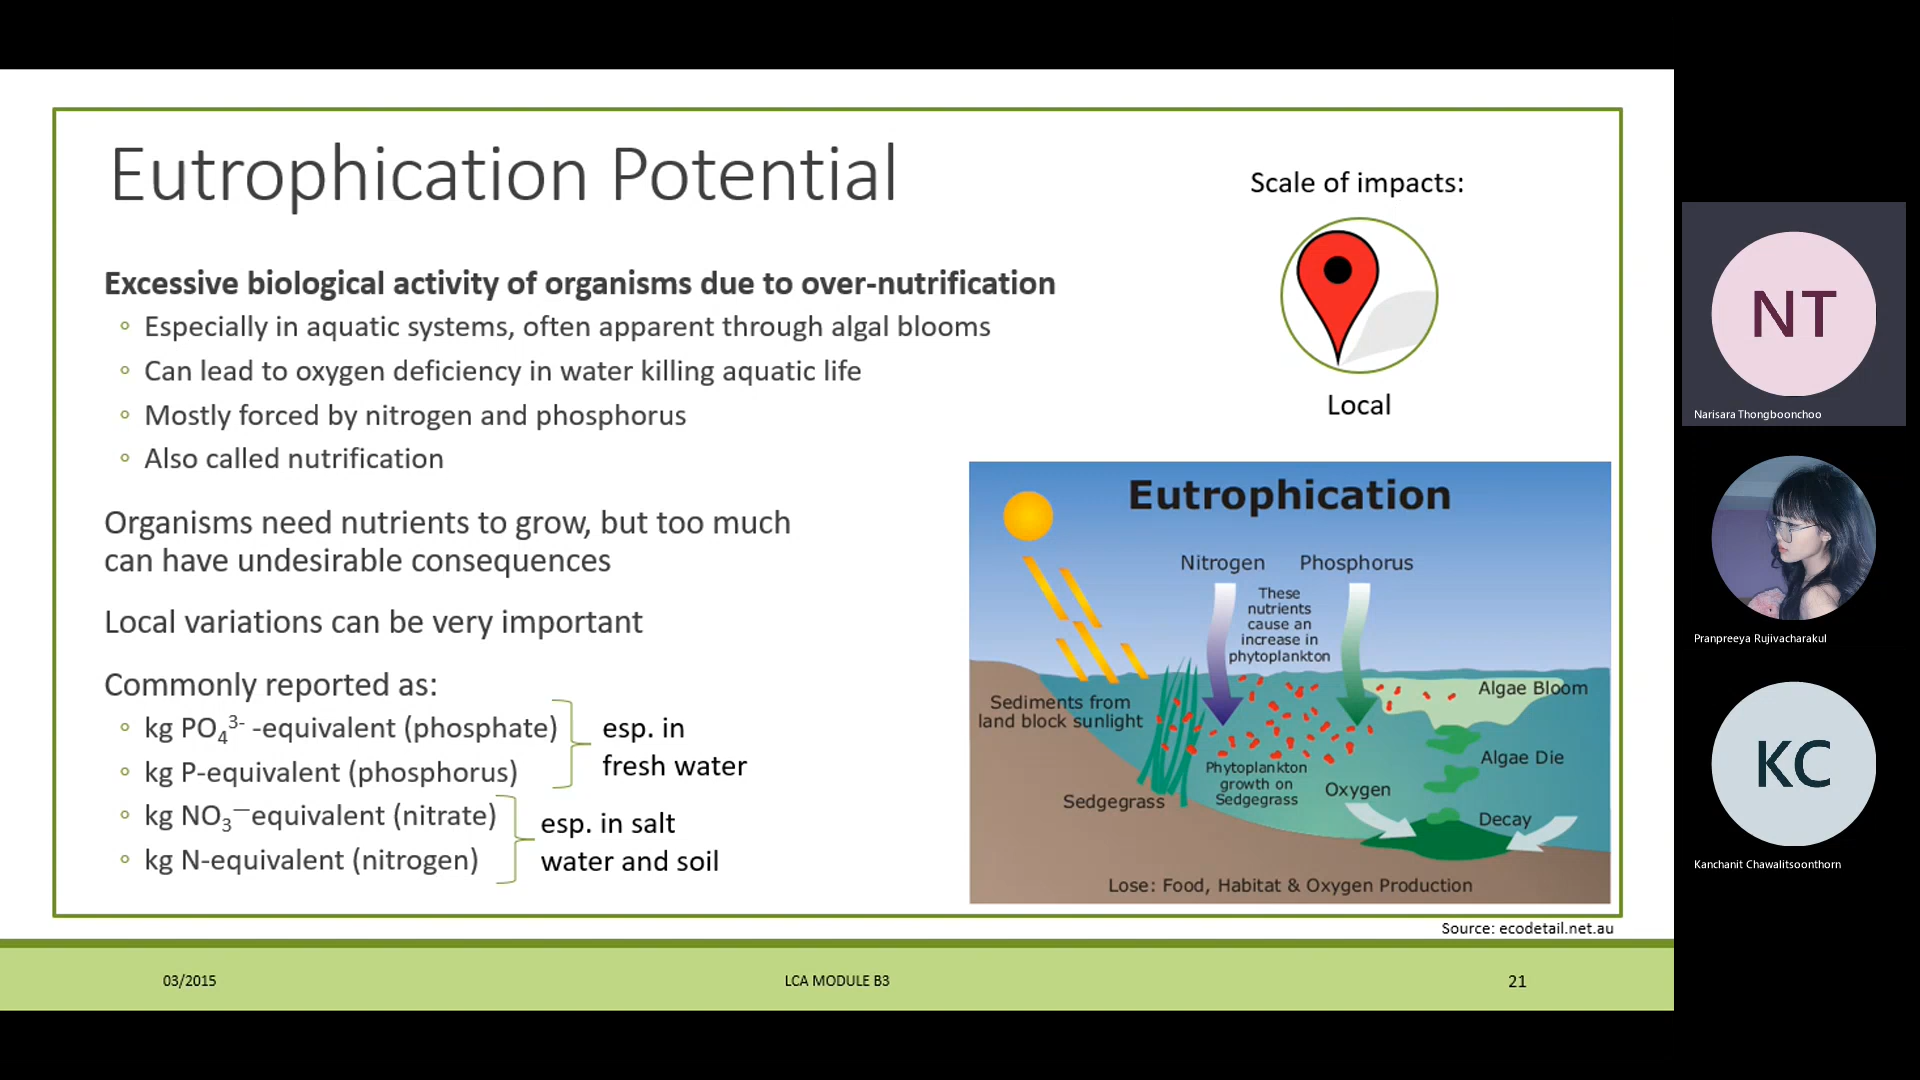 Eutrophication Potential
Scale of impacts:
Local
Excessive biological activity of organisms due to over-nutrification
Especially in aquatic systems, often apparent through algal blooms
Can lead to oxygen deficiency in water killing aquatic life
Mostly forced by nitrogen and phosphorus
Also called nutrification
Organisms need nutrients to grow, but too much
can have undesirable consequences
Local variations can be very important
Commonly reported as:
kg PO₄³⁻ -equivalent (phosphate)
kg P-equivalent (phosphorus)
esp. in
fresh water
kg NO₃⁻equivalent (nitrate)
kg N-equivalent (nitrogen)
esp. in salt
water and soil
Eutrophication
Nitrogen
Phosphorus
These
nutrients
cause an
increase in
phytoplankton
Sediments from
land block sunlight
Algae Bloom
Algae Die
Phytoplankton
growth on
Sedgegrass
Oxygen
Sedgegrass
Decay
Lose: Food, Habitat & Oxygen Production
Source: ecodetail.net.au
03/2015
LCA MODULE B3
21
NT
Narisara Thongboonchoo
Pranpreeya Rujivacharakul
KC
Kanchanit Chawalitsoonthorn